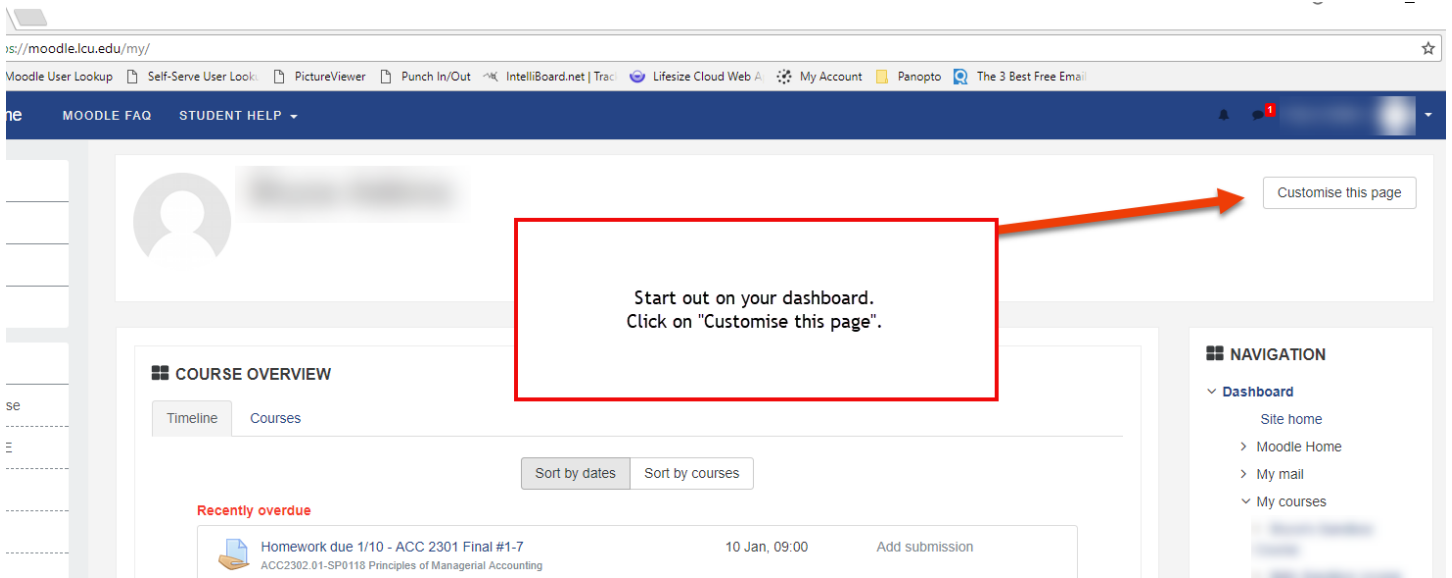 ps://moodle.lcu.edu/my/
Moodle User Lookup Self-Serve User Look PictureViewer Punch In/Out IntelliBoard.net | Trac Lifesize Cloud Web A My Account Panopto The 3 Best Free Email
me MOODLE FAQ STUDENT HELP 1
Customise this page
Start out on your dashboard.
Click on "Customise this page".
COURSE OVERVIEW
Timeline Courses
Sort by dates Sort by courses
Recently overdue
Homework due 1/10 - ACC 2301 Final #1-7 10 Jan, 09:00 Add submission
ACC2302.01-SP0118 Principles of Managerial Accounting
NAVIGATION
Dashboard
Site home
Moodle Home
My mail
My courses
se
E